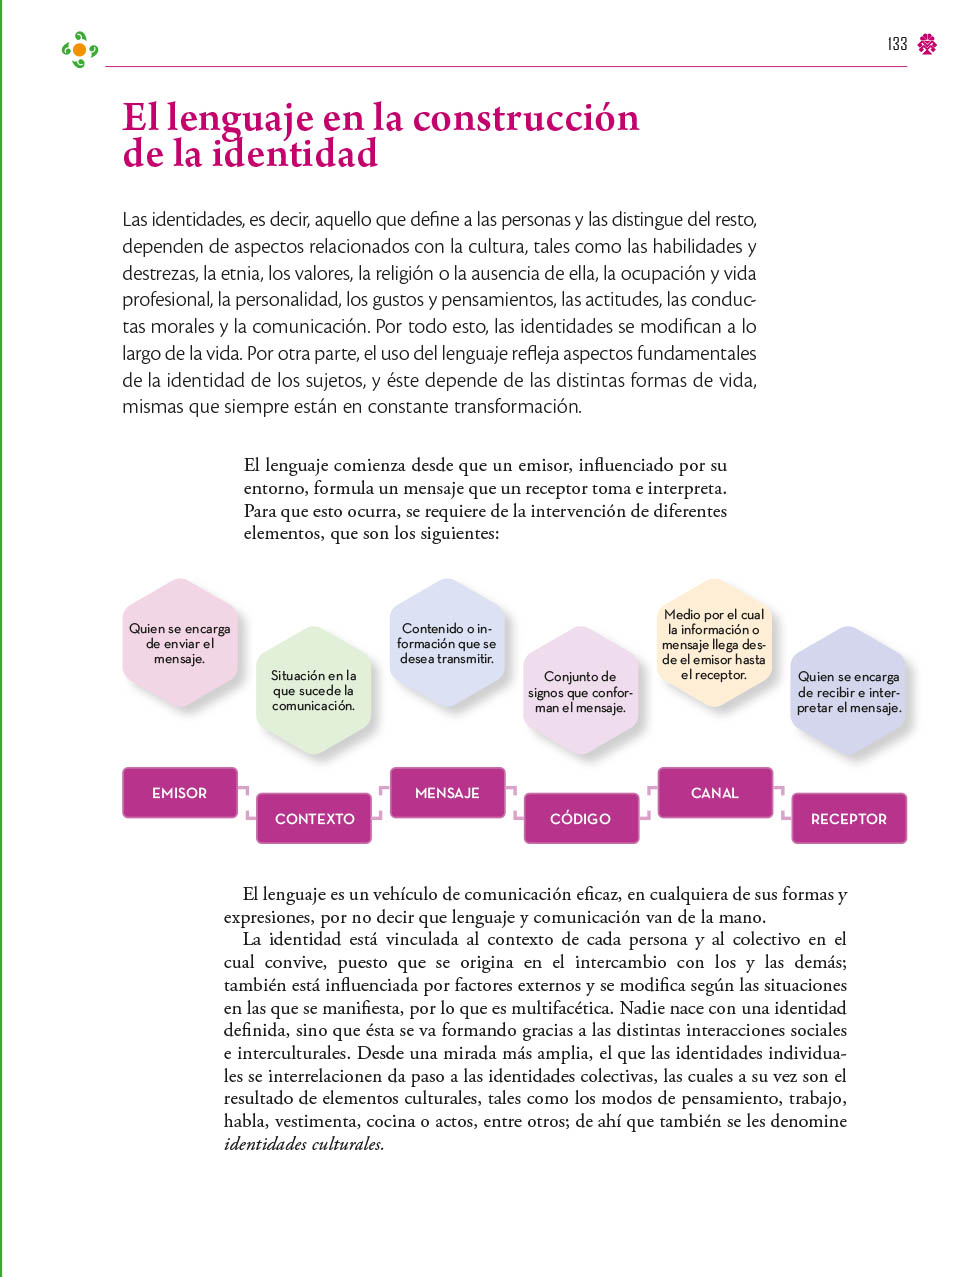 133
El lenguaje en la construcción
de la identidad
Las identidades, es decir, aquello que define a las personas y las distingue del resto,
dependen de aspectos relacionados con la cultura, tales como las habilidades y
destrezas, la etnia, los valores, la religión o la ausencia de ella, la ocupación y vida
profesional, la personalidad, los gustos y pensamientos, las actitudes, las conduc-
tas morales y la comunicación. Por todo esto, las identidades se modifican a lo
largo de la vida. Por otra parte, el uso del lenguaje refleja aspectos fundamentales
de la identidad de los sujetos, y éste depende de las distintas formas de vida,
mismas que siempre están en constante transformación.
El lenguaje comienza desde que un emisor, influenciado por su
entorno, formula un mensaje que un receptor toma e interpreta.
Para que esto ocurra, se requiere de la intervención de diferentes
elementos, que son los siguientes:
Quien se encarga
de enviar el
mensaje.
Situación en la
que sucede la
comunicación.
Contenido o in-
formación que se
desea transmitir.
Conjunto de
signos que confor-
man el mensaje.
Medio por el cual
la información o
mensaje llega des-
de el emisor hasta
el receptor.
Quien se encarga
de recibir e inter-
pretar el mensaje.
EMISOR
CONTEXTO
MENSAJE
CÓDIGO
CANAL
RECEPTOR
El lenguaje es un vehículo de comunicación eficaz, en cualquiera de sus formas y
expresiones, por no decir que lenguaje y comunicación van de la mano.
La identidad está vinculada al contexto de cada persona y al colectivo en el
cual convive, puesto que se origina en el intercambio con los y las demás;
también está influenciada por factores externos y se modifica según las situaciones
en las que se manifiesta, por lo que es multifacética. Nadie nace con una identidad
definida, sino que ésta se va formando gracias a las distintas interacciones sociales
e interculturales. Desde una mirada más amplia, el que las identidades individua-
les se interrelacionen da paso a las identidades colectivas, las cuales a su vez son el
resultado de elementos culturales, tales como los modos de pensamiento, trabajo,
habla, vestimenta, cocina o actos, entre otros; de ahí que también se les denomine
identidades culturales.